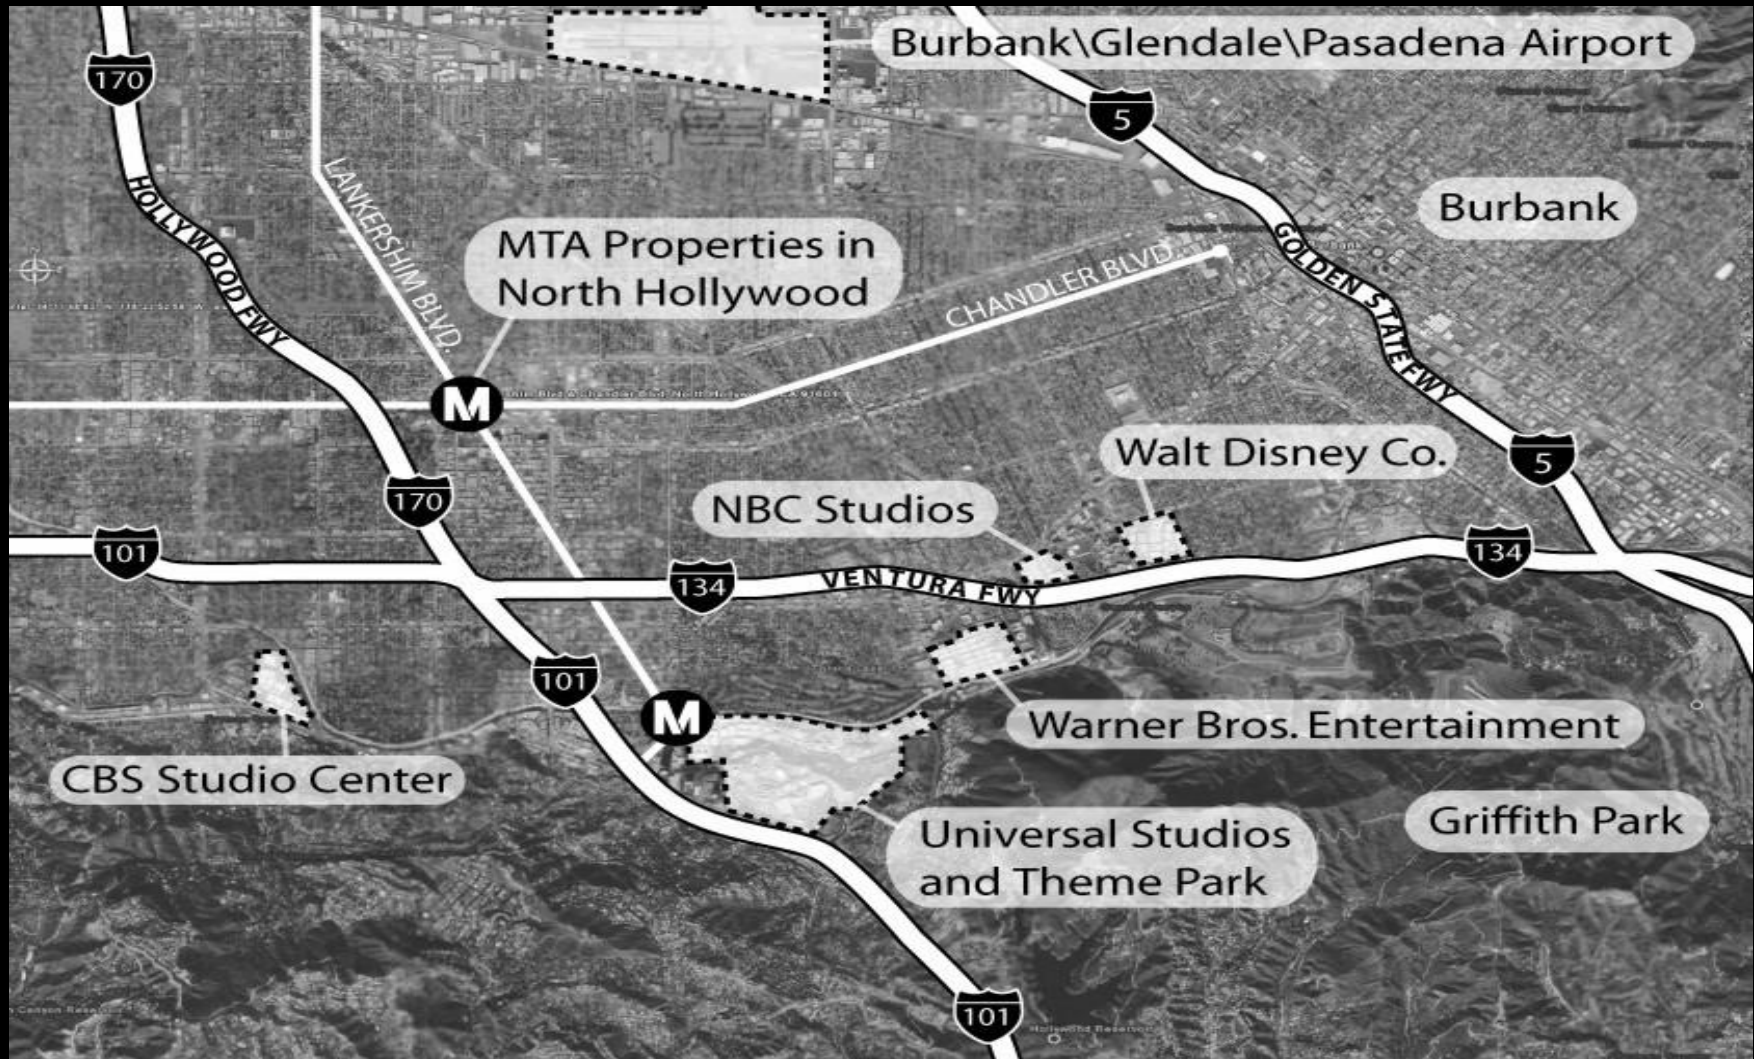 Burbank\Glendale\Pasadena Airport
170
5
HOLLYWOOD FWY
LANKERSHIM BLVD.
Burbank
MTA Properties in
North Hollywood
CHANDLER BLVD.
GOLDEN STATE FWY
M
Walt Disney Co.
5
170
NBC Studios
101
134
134
VENTURA FWY
101
M
Warner Bros. Entertainment
CBS Studio Center
Universal Studios
and Theme Park
Griffith Park
101
Hollywood Reservoir